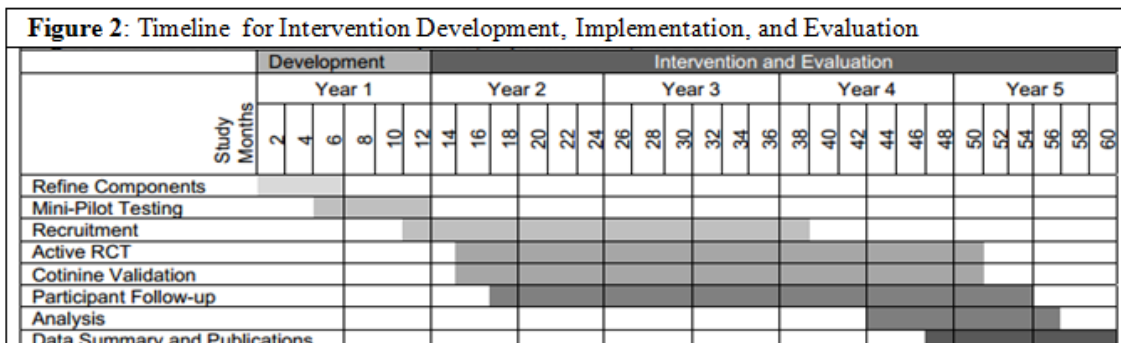 Figure 2: Timeline for Intervention Development, Implementation, and Evaluation
Development Intervention and Evaluation
Year 1 Year 2 Year 3 Year 4 Year 5
Study Months 2 4 6 8 10 12 14 16 18 20 22 24 26 28 30 32 34 36 38 40 42 44 46 48 50 52 54 56 58 60
Refine Components
Mini-Pilot Testing
Recruitment
Active RCT
Cotinine Validation
Participant Follow-up
Analysis
Data Summary and Publications